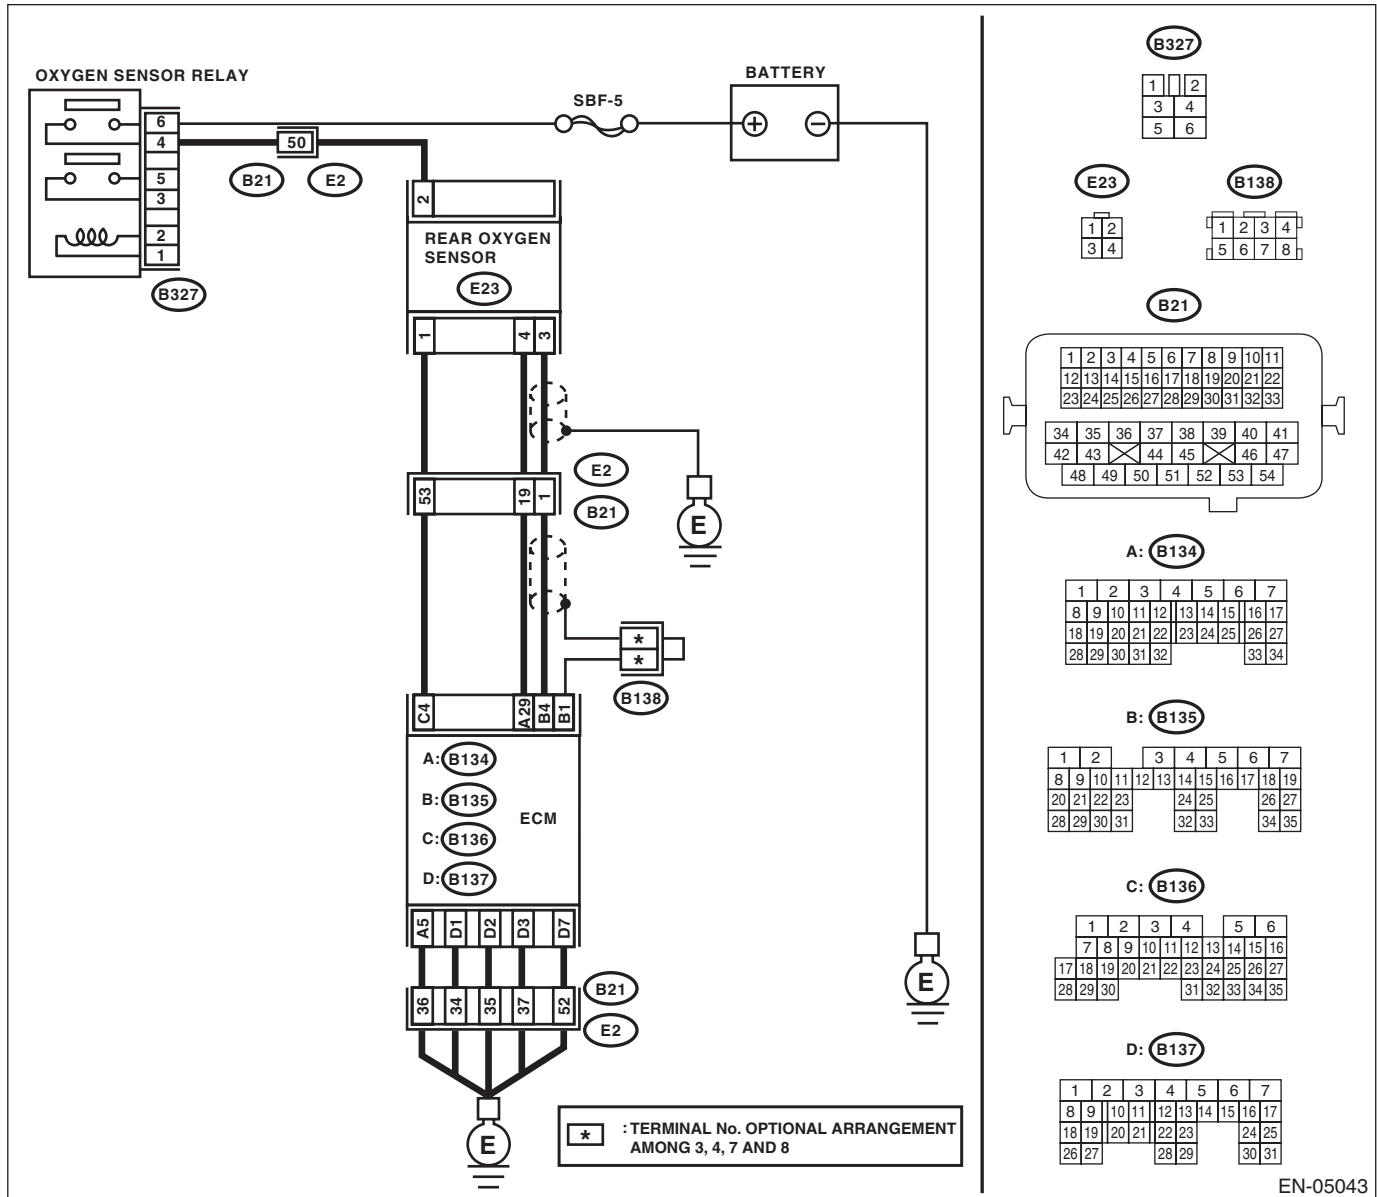 OXYGEN SENSOR RELAY
6
4
5
3
2
1
B327
50
B21
E2
SBF-5
BATTERY
+
−
2
REAR OXYGEN
SENSOR
E23
1 4 3
E2
53 19 1
B21
E
*
*
B138
C4 A29 B4 B1
A: B134
B: B135
ECM
C: B136
D: B137
A5 D1 D2 D3 D7
B21
36 34 35 37 52
E2
E
E
* : TERMINAL No. OPTIONAL ARRANGEMENT
AMONG 3, 4, 7 AND 8
B327
1 2
3 4
5 6
E23
1 2
3 4
B138
1 2 3 4
5 6 7 8
B21
1 2 3 4 5 6 7 8 9 10 11
12 13 14 15 16 17 18 19 20 21 22
23 24 25 26 27 28 29 30 31 32 33
34 35 36 37 38 39 40 41
42 43 44 45 46 47
48 49 50 51 52 53 54
A: B134
1 2 3 4 5 6 7
8 9 10 11 12 13 14 15 16 17
18 19 20 21 22 23 24 25 26 27
28 29 30 31 32 33 34
B: B135
1 2 3 4 5 6 7
8 9 10 11 12 13 14 15 16 17 18 19
20 21 22 23 24 25 26 27
28 29 30 31 32 33 34 35
C: B136
1 2 3 4 5 6
7 8 9 10 11 12 13 14 15 16
17 18 19 20 21 22 23 24 25 26 27
28 29 30 31 32 33 34 35
D: B137
1 2 3 4 5 6 7
8 9 10 11 12 13 14 15 16 17
18 19 20 21 22 23 24 25
26 27 28 29 30 31
EN-05043